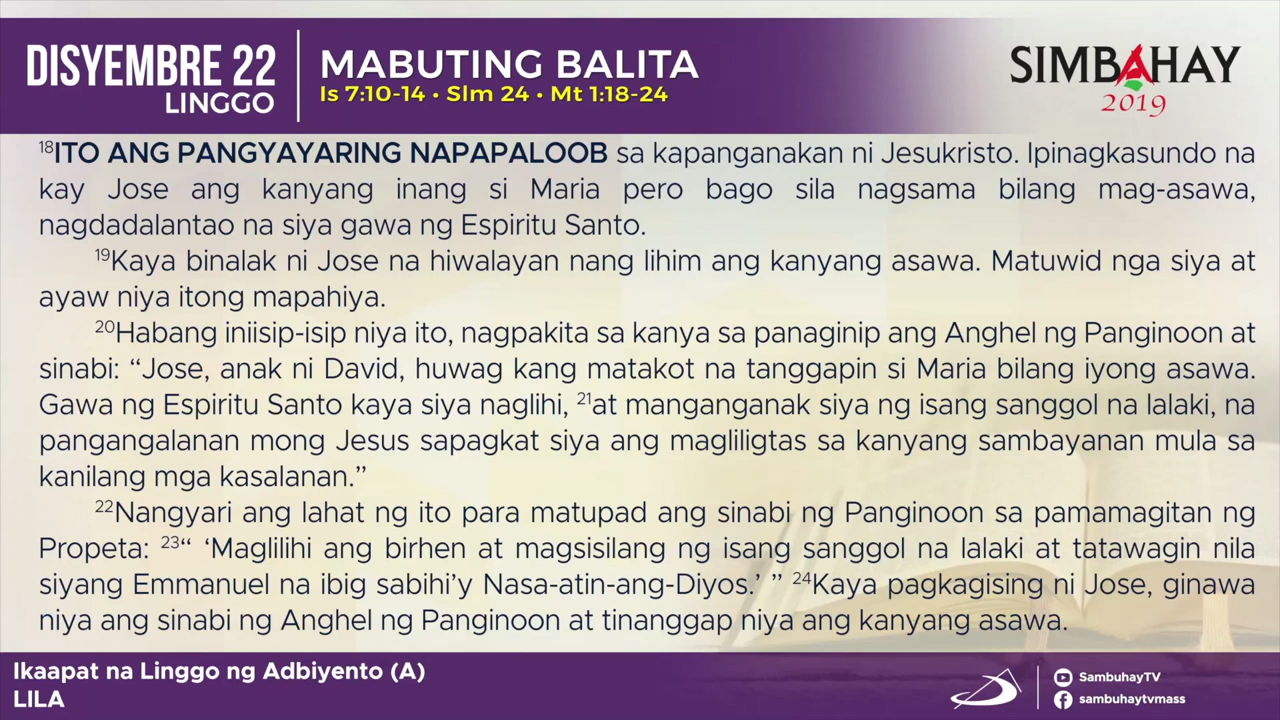 DISYEMBRE 22
LINGGO
MABUTING BALITA
Is 7:10-14 • Slm 24 • Mt 1:18-24
SIMBAHAY
2019
18ITO ANG PANGYAYARING NAPAPALOOB sa kapanganakan ni Jesukristo. Ipinagkasundo na
kay Jose ang kanyang inang si Maria pero bago sila nagsama bilang mag-asawa,
nagdadalantao na siya gawa ng Espiritu Santo.
19Kaya binalak ni Jose na hiwalayan nang lihim ang kanyang asawa. Matuwid nga siya at
ayaw niya itong mapahiya.
20Habang iniisip-isip niya ito, nagpakita sa kanya sa panaginip ang Anghel ng Panginoon at
sinabi: “Jose, anak ni David, huwag kang matakot na tanggapin si Maria bilang iyong asawa.
Gawa ng Espiritu Santo kaya siya naglihi, 21at manganganak siya ng isang sanggol na lalaki, na
pangangalanan mong Jesus sapagkat siya ang magliligtas sa kanyang sambayanan mula sa
kanilang mga kasalanan.”
22Nangyari ang lahat ng ito para matupad ang sinabi ng Panginoon sa pamamagitan ng
Propeta: 23“ ‘Maglilihi ang birhen at magsisilang ng isang sanggol na lalaki at tatawagin nila
siyang Emmanuel na ibig sabihi’y Nasa-atin-ang-Diyos.’ ” 24Kaya pagkagising ni Jose, ginawa
niya ang sinabi ng Anghel ng Panginoon at tinanggap niya ang kanyang asawa.
Ikaapat na Linggo ng Adbiyento (A)
LILA
SambuhayTV
sambuhaytvmass